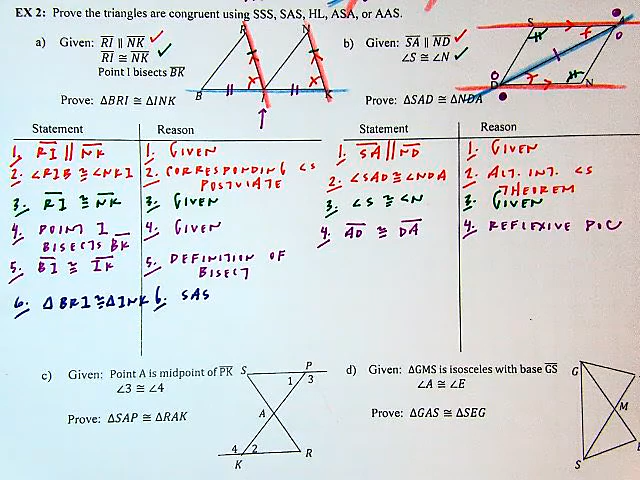 EX 2: Prove the triangles are congruent using SSS, SAS, HL, ASA, or AAS.
a) Given: RI ∥ NK
RI ≅ NK
Point I bisects BK
Prove: ΔBRI ≅ ΔINK
R N
B I K
b) Given: SA ∥ ND
∠S ≅ ∠N
Prove: ΔSAD ≅ ΔNDA
S A
D N
Statement Reason
1. RI ∥ NK 1. GIVEN
2. ∠RIB ≅ ∠NKI 2. CORRESPONDING ∠S
POSTULATE
3. RI ≅ NK 3. GIVEN
4. POINT I 4. GIVEN
BISECTS BK
5. BI ≅ IK 5. DEFINITION OF
BISECT
6. ΔBRI ≅ ΔINK 6. SAS
Statement Reason
1. SA ∥ ND 1. GIVEN
2. ∠SAD ≅ ∠NDA 2. ALT. INT. ∠S
THEOREM
3. ∠S ≅ ∠N 3. GIVEN
4. AD ≅ DA 4. REFLEXIVE POC
c) Given: Point A is midpoint of PK
∠3 ≅ ∠4
Prove: ΔSAP ≅ ΔRAK
S P
1 3
A
4 2
K R
d) Given: ΔGMS is isosceles with base GS
∠A ≅ ∠E
Prove: ΔGAS ≅ ΔSEG
G
M
S